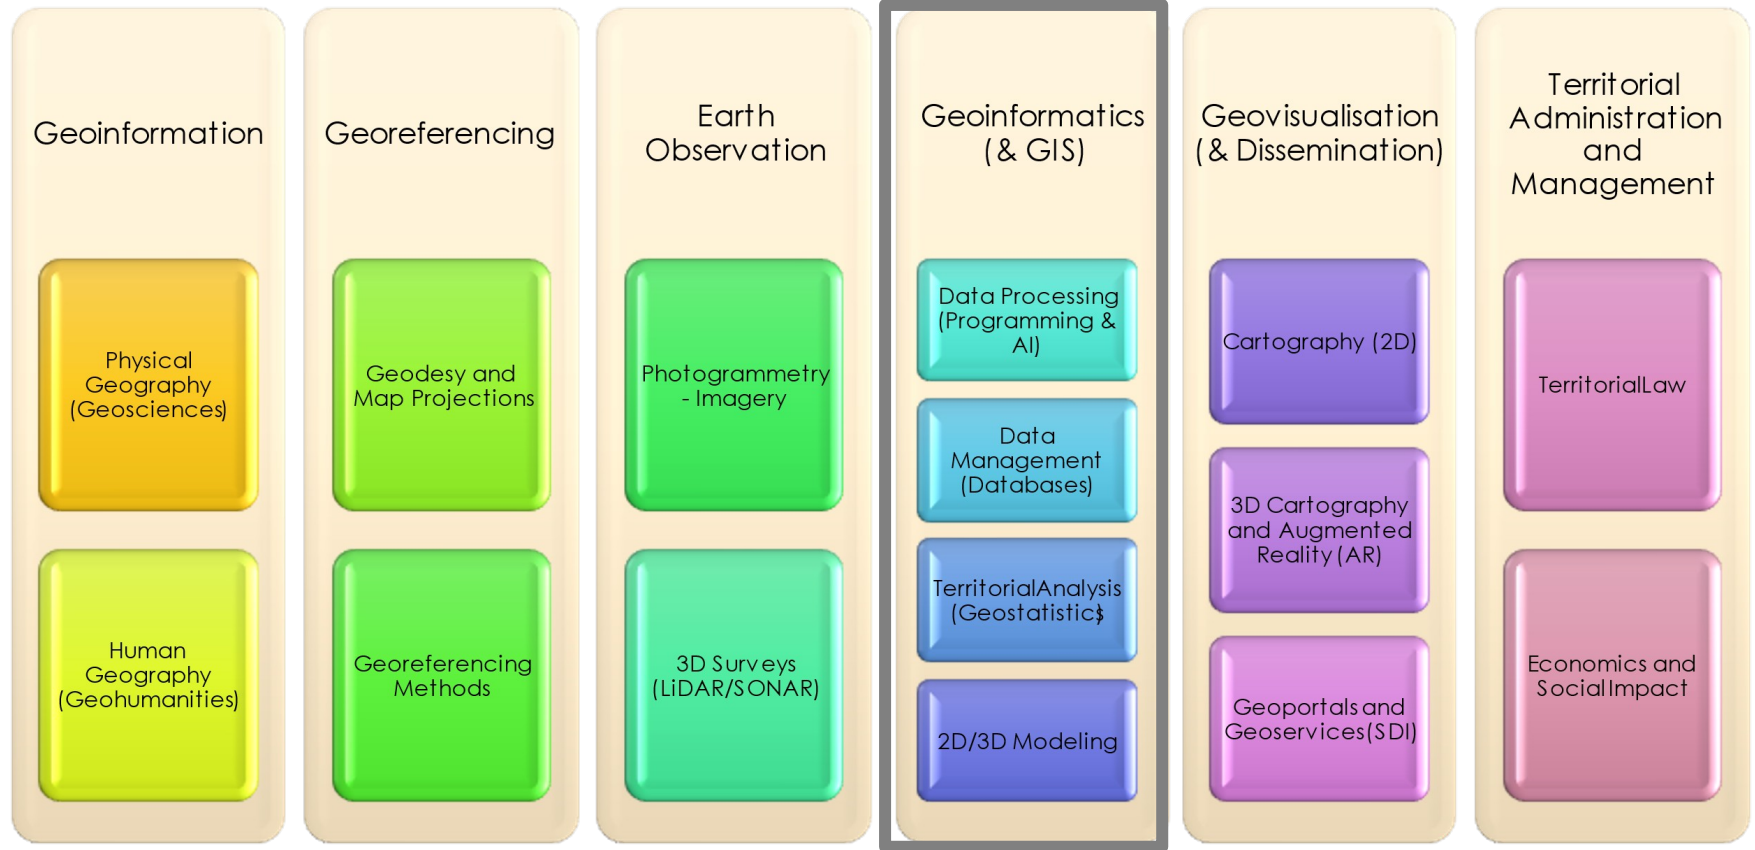 Geoinformation
Physical
Geography
(Geosciences)
Human
Geography
(Geohumanities)
Georeferencing
Geodesy and
Map Projections
Georeferencing
Methods
Earth
Observation
Photogrammetry
- Imagery
3D Surveys
(LiDAR/SONAR)
Geoinformatics
(& GIS)
Data Processing
(Programming &
AI)
Data
Management
(Databases)
TerritorialAnalysis
(Geostatistics)
2D/3D Modeling
Geovisualisation
(& Dissemination)
Cartography (2D)
3D Cartography
and Augmented
Reality (AR)
Geoportals and
Geoservices(SDI)
Territorial
Administration
and
Management
TerritorialLaw
Economics and
Social Impact